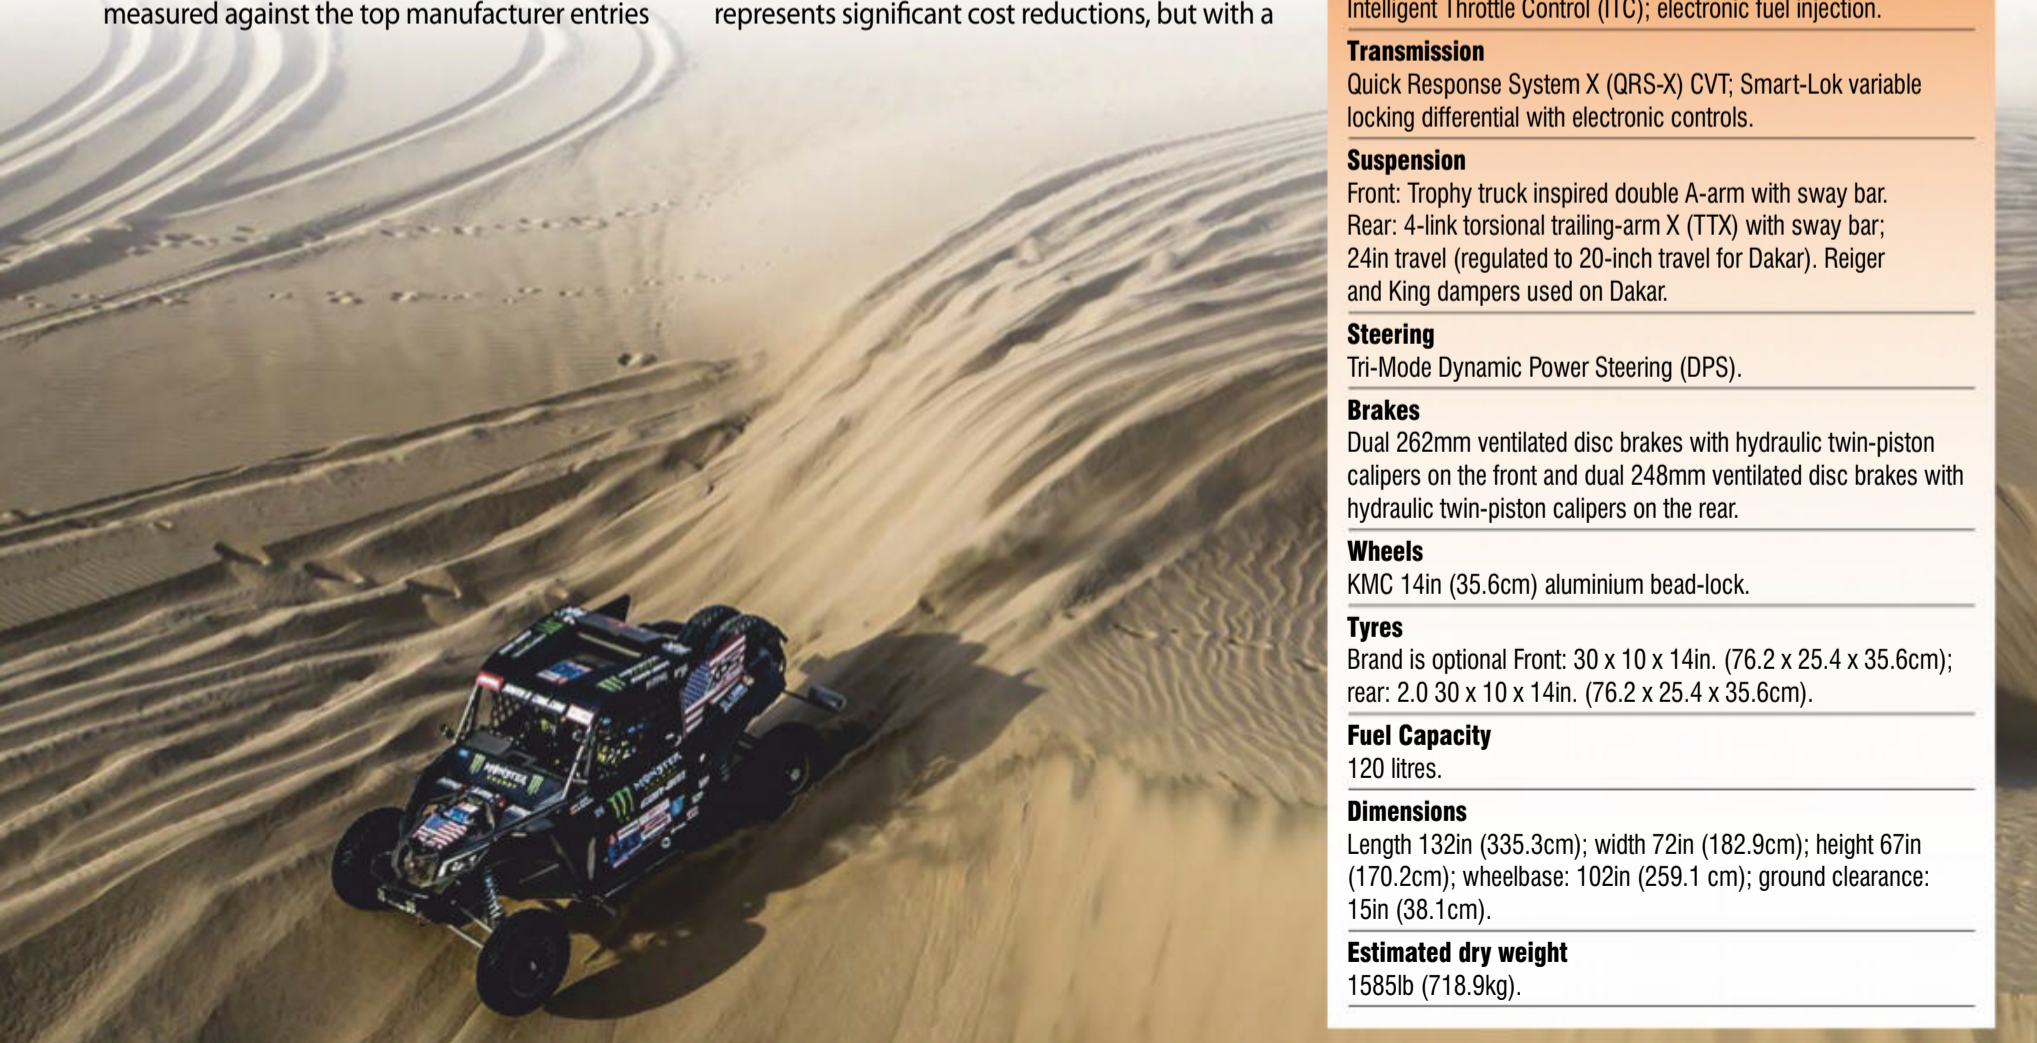 measured against the top manufacturer entries
represents significant cost reductions, but with a
Intelligent Throttle Control (ITC); electronic fuel injection.
Transmission
Quick Response System X (QRS-X) CVT; Smart-Lok variable
locking differential with electronic controls.
Suspension
Front: Trophy truck inspired double A-arm with sway bar.
Rear: 4-link torsional trailing-arm X (TTX) with sway bar;
24in travel (regulated to 20-inch travel for Dakar). Reiger
and King dampers used on Dakar.
Steering
Tri-Mode Dynamic Power Steering (DPS).
Brakes
Dual 262mm ventilated disc brakes with hydraulic twin-piston
calipers on the front and dual 248mm ventilated disc brakes with
hydraulic twin-piston calipers on the rear.
Wheels
KMC 14in (35.6cm) aluminium bead-lock.
Tyres
Brand is optional Front: 30 x 10 x 14in. (76.2 x 25.4 x 35.6cm);
rear: 2.0 30 x 10 x 14in. (76.2 x 25.4 x 35.6cm).
Fuel Capacity
120 litres.
Dimensions
Length 132in (335.3cm); width 72in (182.9cm); height 67in
(170.2cm); wheelbase: 102in (259.1 cm); ground clearance:
15in (38.1cm).
Estimated dry weight
1585lb (718.9kg).
MONSTER
ENERGY
MONSTER